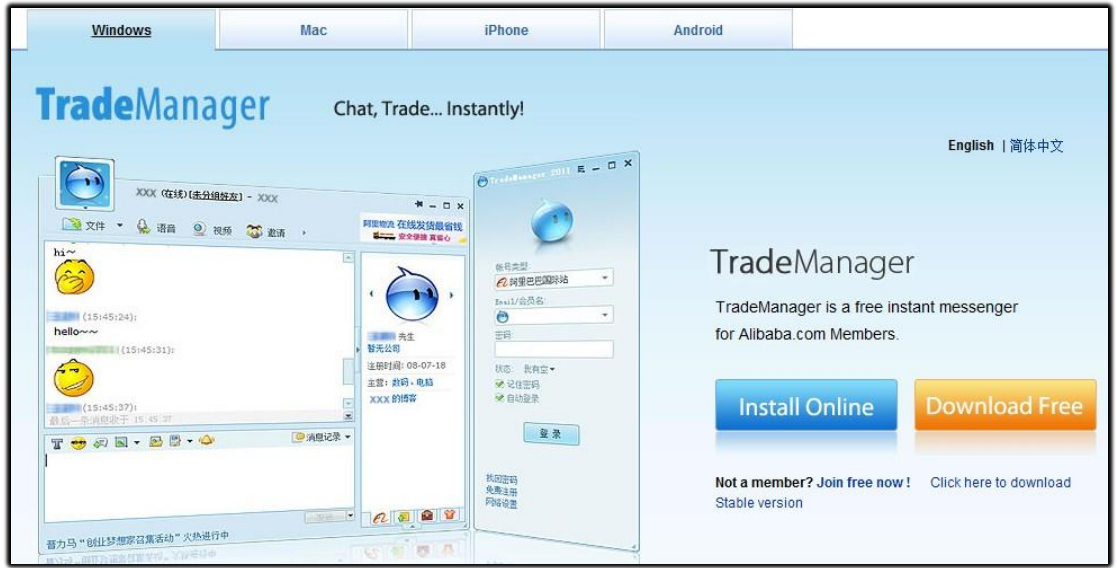 Windows
Mac
iPhone
Android
TradeManager
Chat, Trade... Instantly!
English | 简体中文
XXX (在线)[未分组好友] - XXX
文件
语音
视频
邀请
阿里物流 在线发货最省钱
安全便捷 真省心
hi~
(15:45:24):
hello~~
(15:45:31):
(15:45:37):
最后一条消息收于 15:45:37
消息记录
先生
暂无公司
注册时间: 08-07-18
主营: 数码、电脑
XXX 的博客
普力马“创业梦想家召集活动”火热进行中
TradeManager 2011
帐号类型:
阿里巴巴国际站
Email/会员名:
密码:
状态: 我有空
记住密码
自动登录
登录
找回密码
免费注册
网络设置
TradeManager
TradeManager is a free instant messenger
for Alibaba.com Members.
Install Online
Download Free
Not a member? Join free now !
Click here to download
Stable version